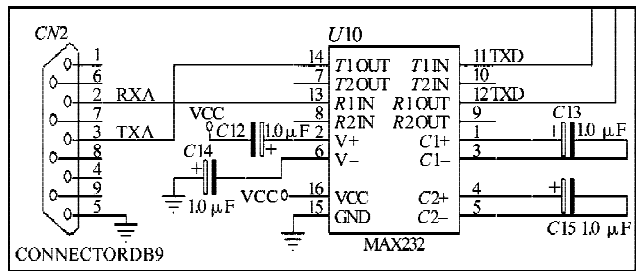 CN2
1
6
2 RXA
7
3 TXA
8
4
9
5
CONNECTORDB9
VCC
C12 1.0 μF
+
C14
+
1.0 μF
VCC
U10
14 T1OUT T1IN 11 TXD
7 T2OUT T2IN 10
13 R1IN R1OUT 12 TXD
8 R2IN R2OUT 9
2 V+ C1+ 1
6 V− C1− 3
16 VCC C2+ 4
15 GND C2− 5
MAX232
C13
1.0 μF
+
C15 1.0 μF